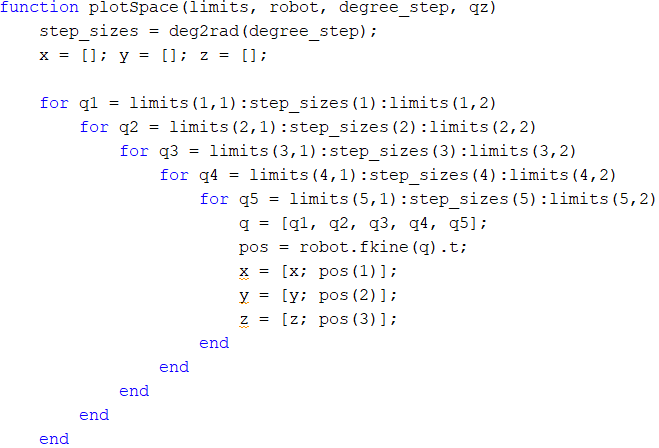 function plotSpace(limits, robot, degree_step, qz)
    step_sizes = deg2rad(degree_step);
    x = []; y = []; z = [];

    for q1 = limits(1,1):step_sizes(1):limits(1,2)
        for q2 = limits(2,1):step_sizes(2):limits(2,2)
            for q3 = limits(3,1):step_sizes(3):limits(3,2)
                for q4 = limits(4,1):step_sizes(4):limits(4,2)
                    for q5 = limits(5,1):step_sizes(5):limits(5,2)
                        q = [q1, q2, q3, q4, q5];
                        pos = robot.fkine(q).t;
                        x = [x; pos(1)];
                        y = [y; pos(2)];
                        z = [z; pos(3)];
                    end
                end
            end
        end
    end